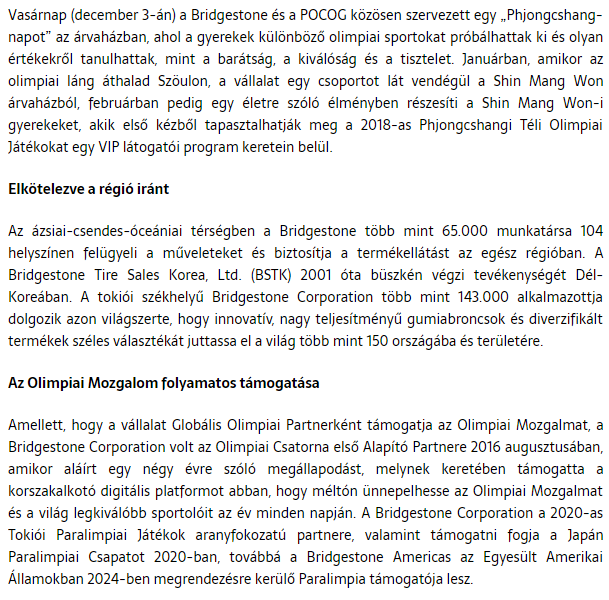 Vasárnap (december 3-án) a Bridgestone és a POCOG közösen szervezett egy „Phjongcshang-
napot” az árvaházban, ahol a gyerekek különböző olimpiai sportokat próbálhattak ki és olyan
értékekről tanulhattak, mint a barátság, a kiválóság és a tisztelet. Januárban, amikor az
olimpiai láng áthalad Szöulon, a vállalat egy csoportot lát vendégül a Shin Mang Won
árvaházból, februárban pedig egy életre szóló élményben részesíti a Shin Mang Won-i
gyerekeket, akik első kézből tapasztalhatják meg a 2018-as Phjongcshangi Téli Olimpiai
Játékokat egy VIP látogatói program keretein belül.
Elkötelezve a régió iránt
Az ázsiai-csendes-óceániai térségben a Bridgestone több mint 65.000 munkatársa 104
helyszínen felügyeli a műveleteket és biztosítja a termékellátást az egész régióban. A
Bridgestone Tire Sales Korea, Ltd. (BSTK) 2001 óta büszkén végzi tevékenységét Dél-
Koreában. A tokiói székhelyű Bridgestone Corporation több mint 143.000 alkalmazottja
dolgozik azon világszerte, hogy innovatív, nagy teljesítményű gumiabroncsok és diverzifikált
termékek széles választékát juttassa el a világ több mint 150 országába és területére.
Az Olimpiai Mozgalom folyamatos támogatása
Amellett, hogy a vállalat Globális Olimpiai Partnerként támogatja az Olimpiai Mozgalmat, a
Bridgestone Corporation volt az Olimpiai Csatorna első Alapító Partnere 2016 augusztusában,
amikor aláírt egy négy évre szóló megállapodást, melynek keretében támogatta a
korszakalkotó digitális platformot abban, hogy méltón ünnepelhesse az Olimpiai Mozgalmat
és a világ legkiválóbb sportolóit az év minden napján. A Bridgestone Corporation a 2020-as
Tokiói Paralimpiai Játékok aranyfokozatú partnere, valamint támogatni fogja a Japán
Paralimpiai Csapatot 2020-ban, továbbá a Bridgestone Americas az Egyesült Amerikai
Államokban 2024-ben megrendezésre kerülő Paralimpia támogatója lesz.